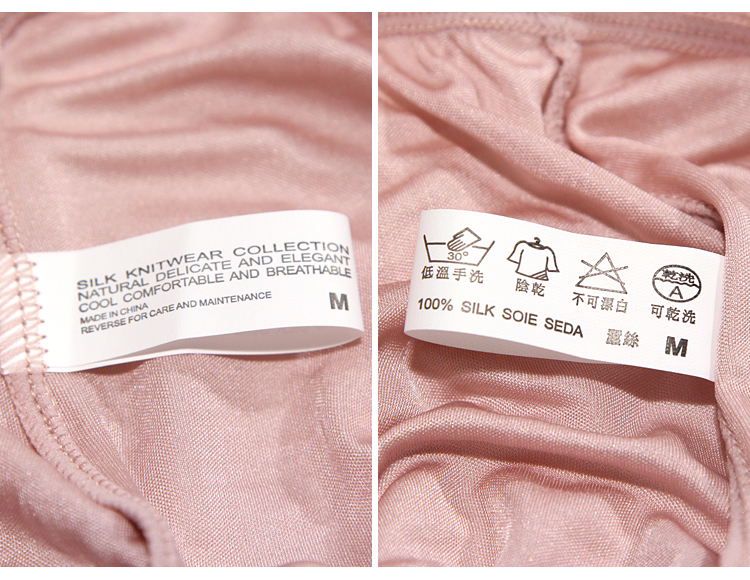 SILK KNITWEAR COLLECTION
NATURAL DELICATE AND ELEGANT
COOL COMFORTABLE AND BREATHABLE
MADE IN CHINA
REVERSE FOR CARE AND MAINTENANCE
M
30°
乾洗
A
低溫手洗
陰乾
不可漂白
可乾洗
100% SILK SOIE SEDA
蠶絲
M